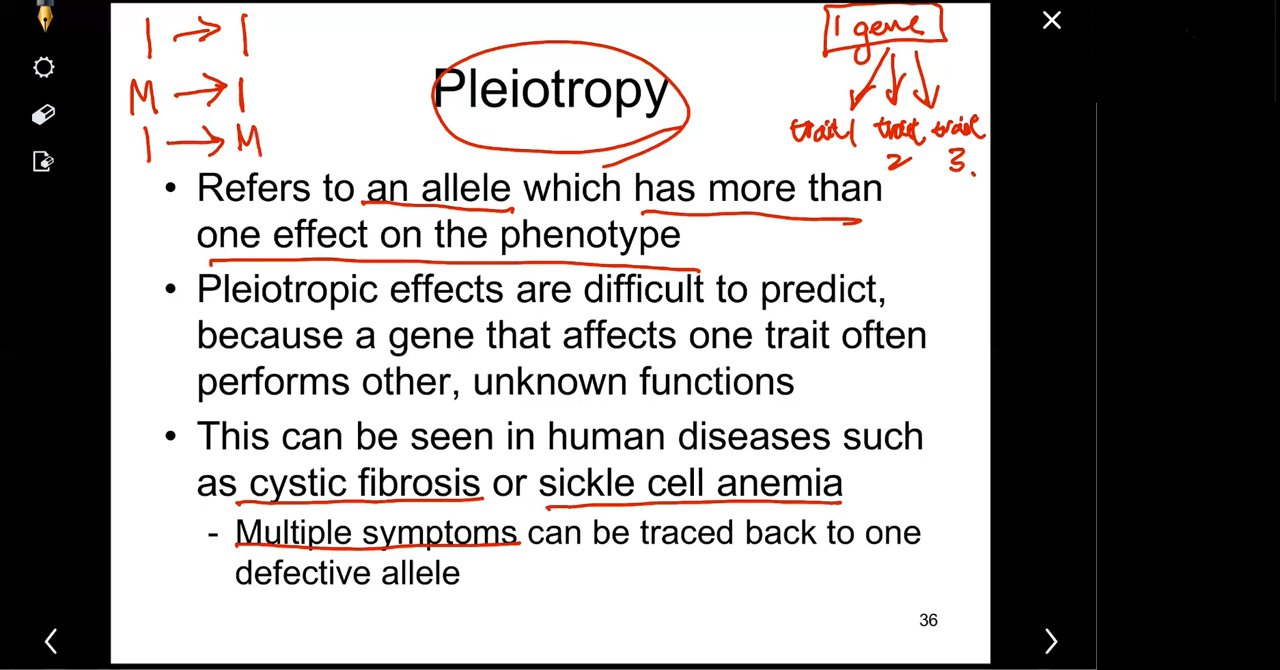 1 → 1
M → 1
1 → M
1 gene
trait 1 trait 2 trait 3.
Pleiotropy
• Refers to an allele which has more than
one effect on the phenotype
• Pleiotropic effects are difficult to predict,
because a gene that affects one trait often
performs other, unknown functions
• This can be seen in human diseases such
as cystic fibrosis or sickle cell anemia
- Multiple symptoms can be traced back to one
defective allele
36